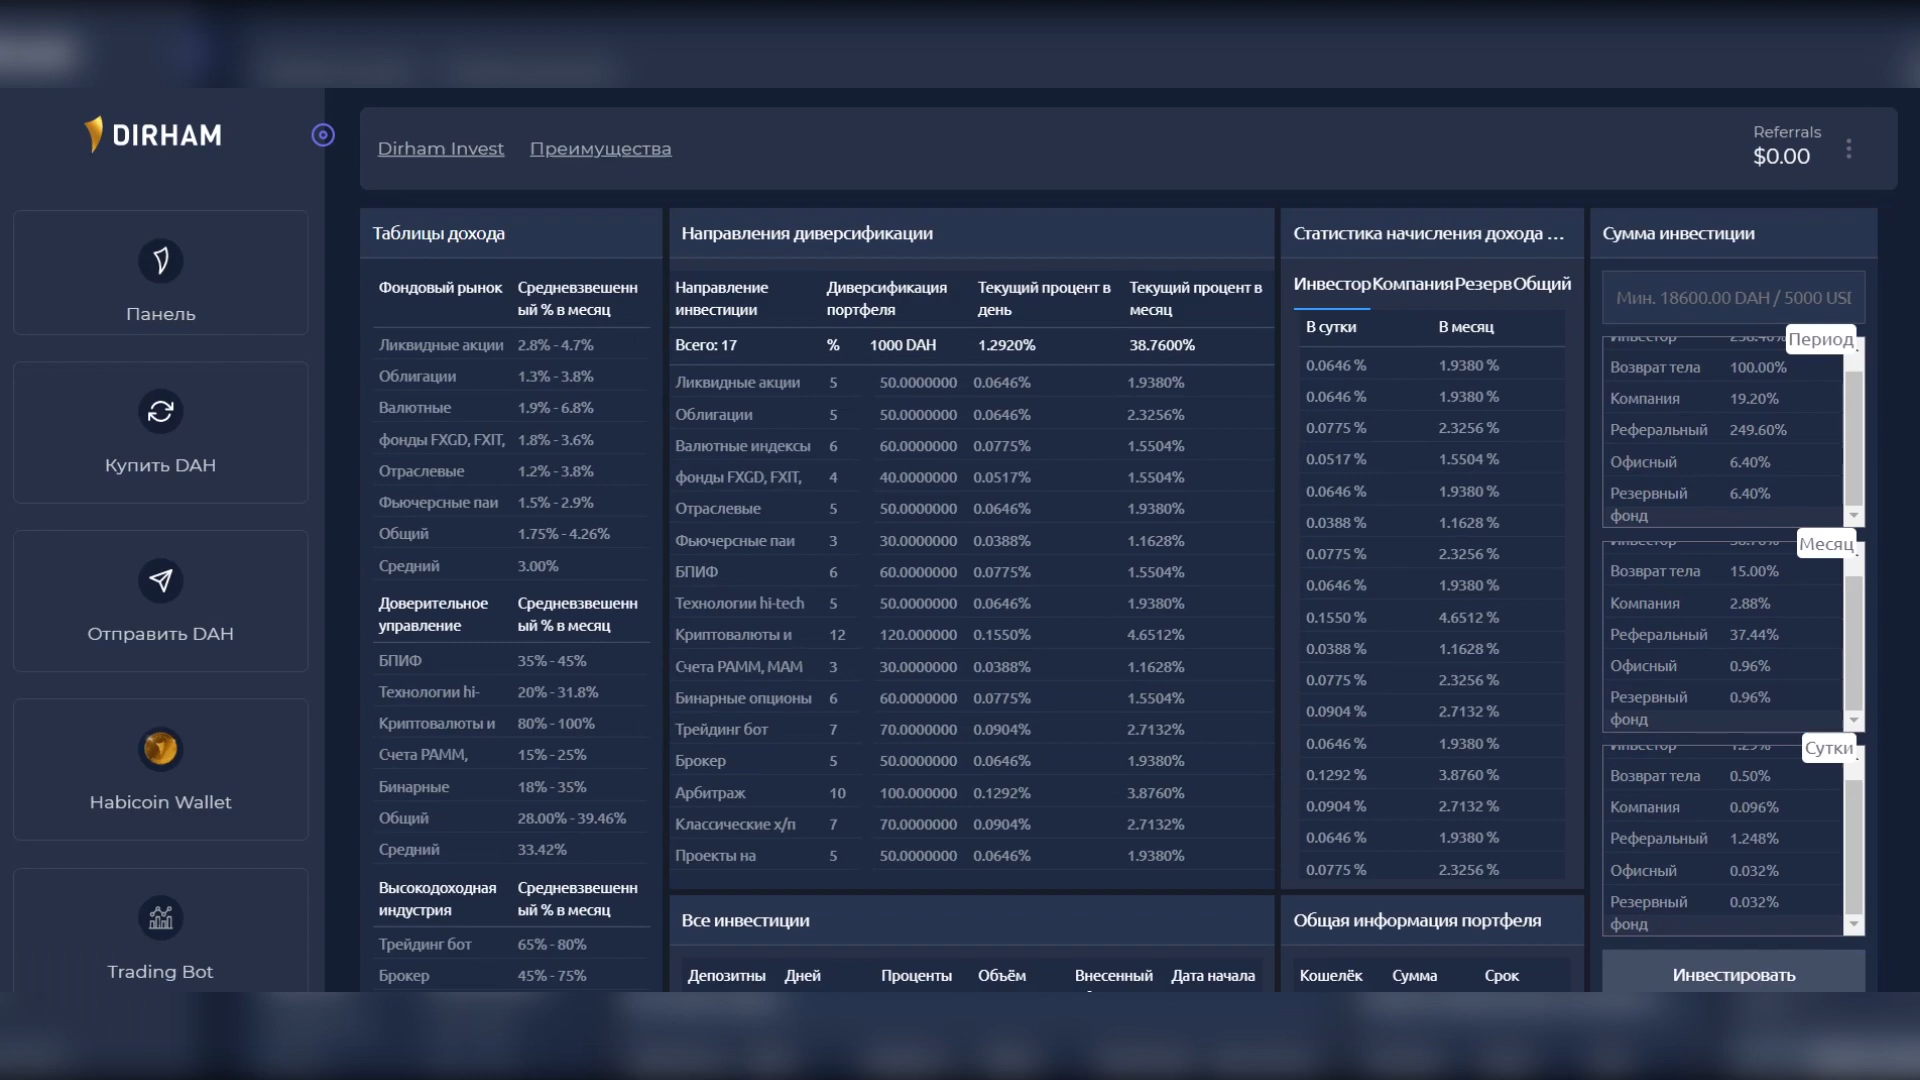 DIRHAM
Панель
Купить DAH
Отправить DAH
Habicoin Wallet
Trading Bot
Dirham Invest Преимущества
Referrals
$0.00
Таблицы дохода
Фондовый рынок Средневзвешенн
ый % в месяц
Ликвидные акции 2.8% - 4.7%
Облигации 1.3% - 3.8%
Валютные 1.9% - 6.8%
фонды FXGD, FXIT, 1.8% - 3.6%
Отраслевые 1.2% - 3.8%
Фьючерсные паи 1.5% - 2.9%
Общий 1.75% - 4.26%
Средний 3.00%
Доверительное Средневзвешенн
управление ый % в месяц
БПИФ 35% - 45%
Технологии hi- 20% - 31.8%
Криптовалюты и 80% - 100%
Счета PAMM, 15% - 25%
Бинарные 18% - 35%
Общий 28.00% - 39.46%
Средний 33.42%
Высокодоходная Средневзвешенн
индустрия ый % в месяц
Трейдинг бот 65% - 80%
Брокер 45% - 75%
Направления диверсификации
Направление Диверсификация Текущий процент в Текущий процент в
инвестиции портфеля день месяц
Всего: 17 % 1000 DAH 1.2920% 38.7600%
Ликвидные акции 5 50.0000000 0.0646% 1.9380%
Облигации 5 50.0000000 0.0646% 2.3256%
Валютные индексы 6 60.0000000 0.0775% 1.5504%
фонды FXGD, FXIT, 4 40.0000000 0.0517% 1.5504%
Отраслевые 5 50.0000000 0.0646% 1.9380%
Фьючерсные паи 3 30.0000000 0.0388% 1.1628%
БПИФ 6 60.0000000 0.0775% 1.5504%
Технологии hi-tech 5 50.0000000 0.0646% 1.9380%
Криптовалюты и 12 120.000000 0.1550% 4.6512%
Счета PAMM, MAM 3 30.0000000 0.0388% 1.1628%
Бинарные опционы 6 60.0000000 0.0775% 1.5504%
Трейдинг бот 7 70.0000000 0.0904% 2.7132%
Брокер 5 50.0000000 0.0646% 1.9380%
Арбитраж 10 100.000000 0.1292% 3.8760%
Классические х/п 7 70.0000000 0.0904% 2.7132%
Проекты на 5 50.0000000 0.0646% 1.9380%
Все инвестиции
Депозитны Дней Проценты Объём Внесенный Дата начала
Статистика начисления дохода ...
Инвестор Компания Резерв Общий
В сутки В месяц
0.0646 % 1.9380 %
0.0646 % 1.9380 %
0.0775 % 2.3256 %
0.0517 % 1.5504 %
0.0646 % 1.9380 %
0.0388 % 1.1628 %
0.0775 % 2.3256 %
0.0646 % 1.9380 %
0.1550 % 4.6512 %
0.0388 % 1.1628 %
0.0775 % 2.3256 %
0.0904 % 2.7132 %
0.0646 % 1.9380 %
0.1292 % 3.8760 %
0.0904 % 2.7132 %
0.0646 % 1.9380 %
0.0775 % 2.3256 %
Общая информация портфеля
Кошелёк Сумма Срок
Сумма инвестиции
Мин. 18600.00 DAH / 5000 USD
Период
Возврат тела 100.00%
Компания 19.20%
Реферальный 249.60%
Офисный 6.40%
Резервный 6.40%
фонд
Месяц
Возврат тела 15.00%
Компания 2.88%
Реферальный 37.44%
Офисный 0.96%
Резервный 0.96%
фонд
Сутки
Возврат тела 0.50%
Компания 0.096%
Реферальный 1.248%
Офисный 0.032%
Резервный 0.032%
фонд
Инвестировать